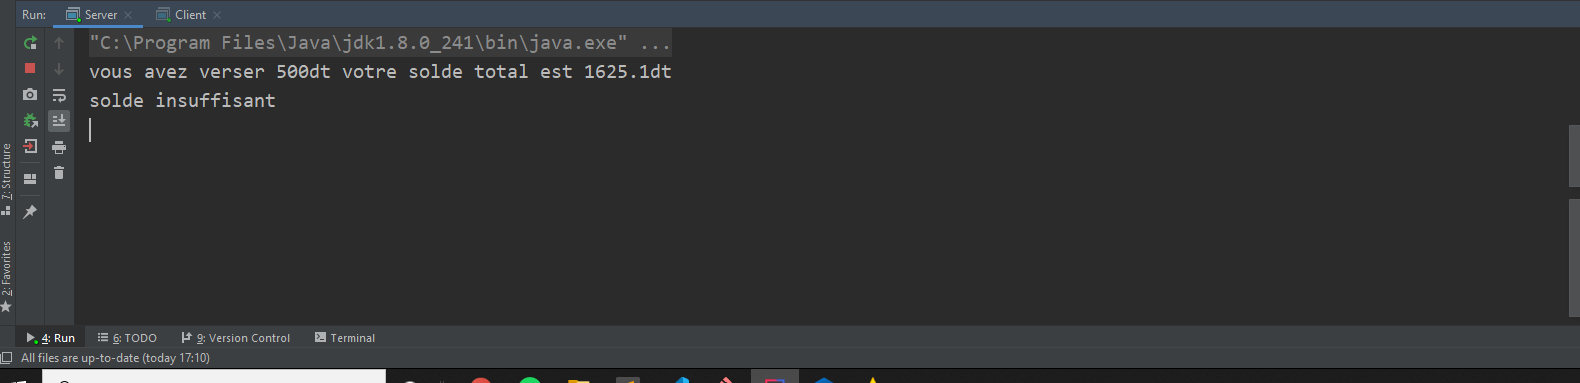 Run: Server Client
"C:\Program Files\Java\jdk1.8.0_241\bin\java.exe" ...
vous avez verser 500dt votre solde total est 1625.1dt
solde insuffisant
7: Structure
2: Favorites
4: Run 6: TODO 9: Version Control Terminal
All files are up-to-date (today 17:10)